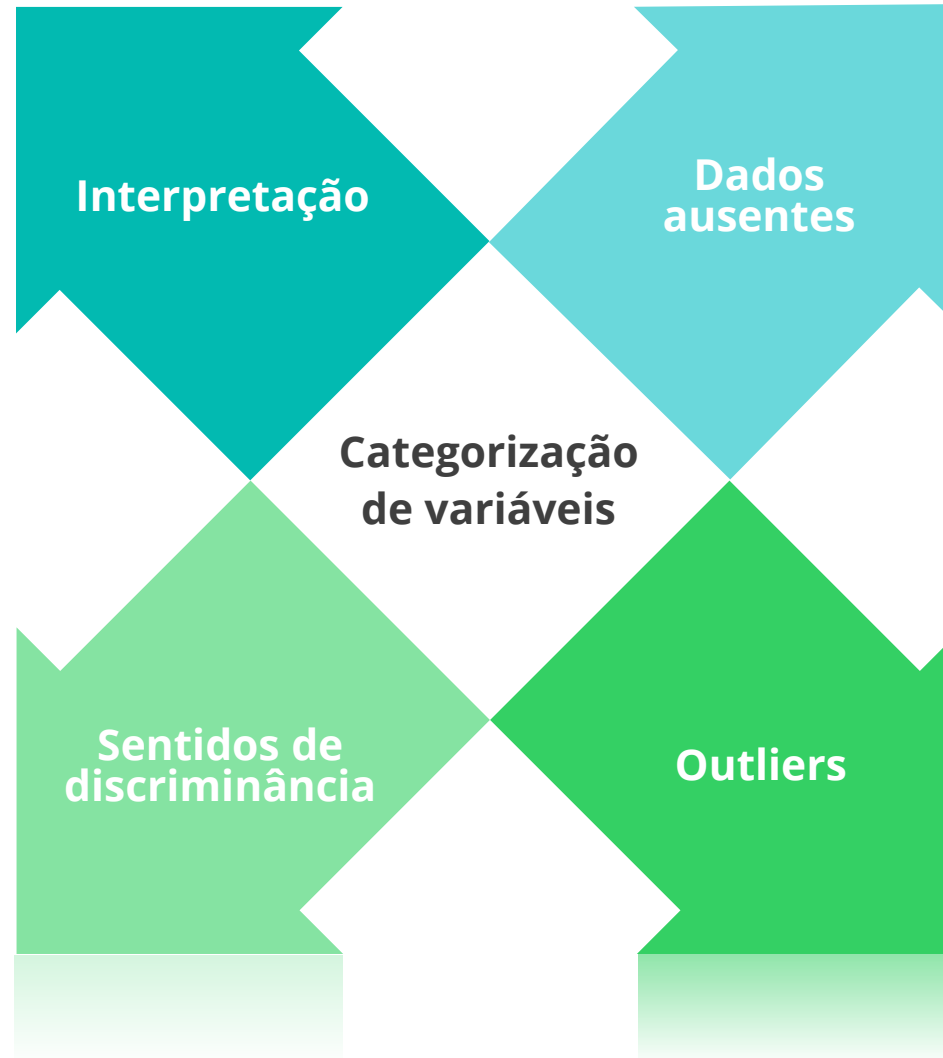 Interpretação
Dados
ausentes
Categorização
de variáveis
Sentidos de
discriminância
Outliers